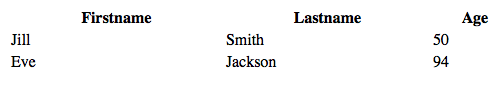 Firstname Lastname Age
Jill Smith 50
Eve Jackson 94